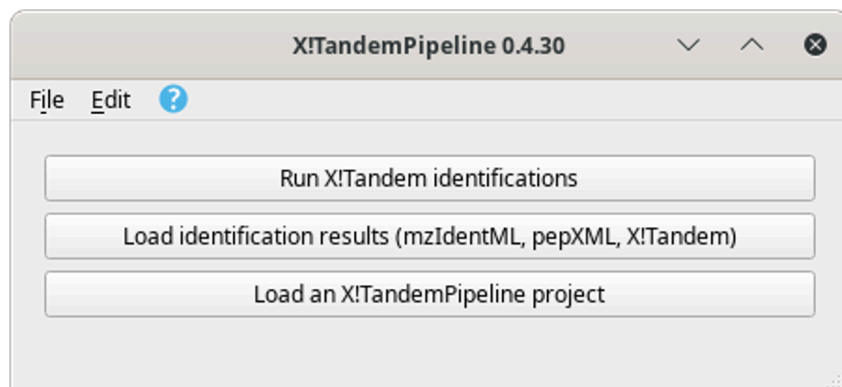 X!TandemPipeline 0.4.30
File Edit ?
Run X!Tandem identifications
Load identification results (mzIdentML, pepXML, X!Tandem)
Load an X!TandemPipeline project